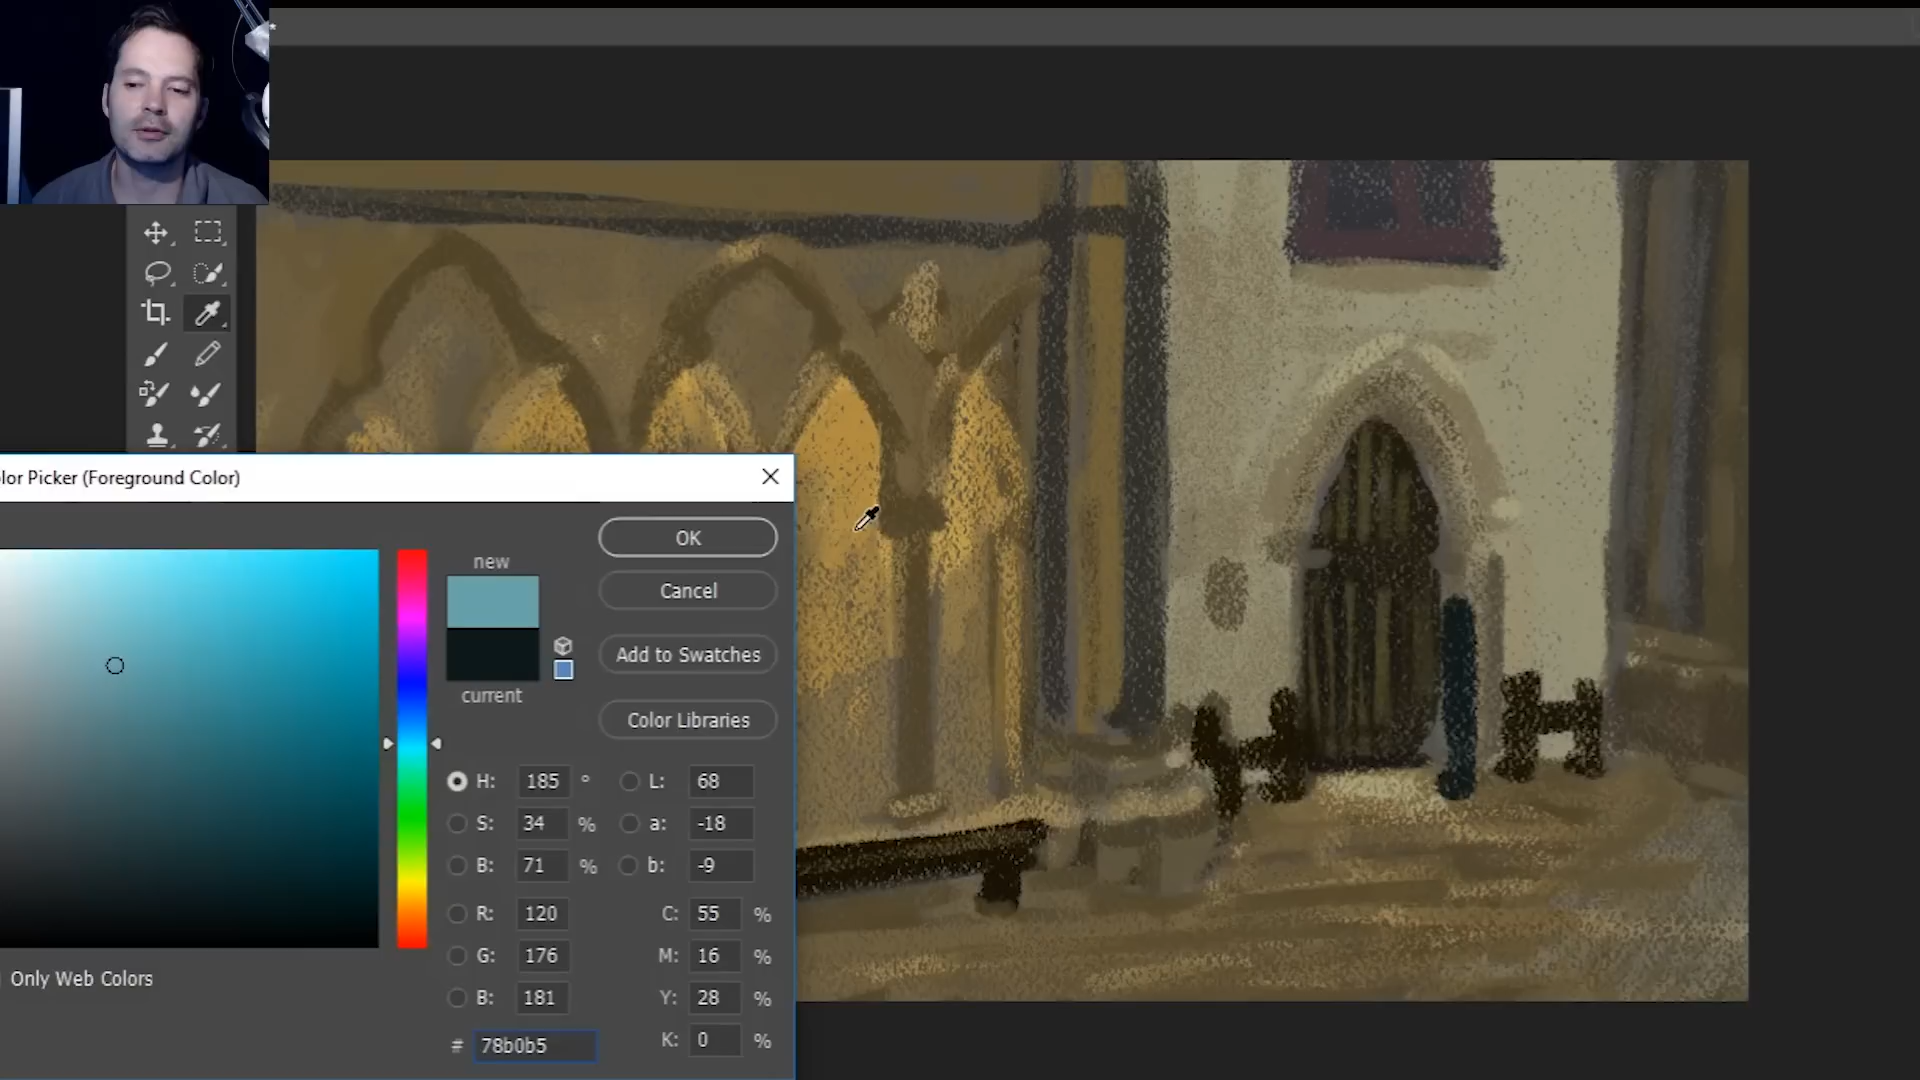 *
lor Picker (Foreground Color)
new
current
OK
Cancel
Add to Swatches
Color Libraries
H: 185 °
S: 34 %
B: 71 %
R: 120
G: 176
B: 181
# 78b0b5
L: 68
a: -18
b: -9
C: 55 %
M: 16 %
Y: 28 %
K: 0 %
Only Web Colors